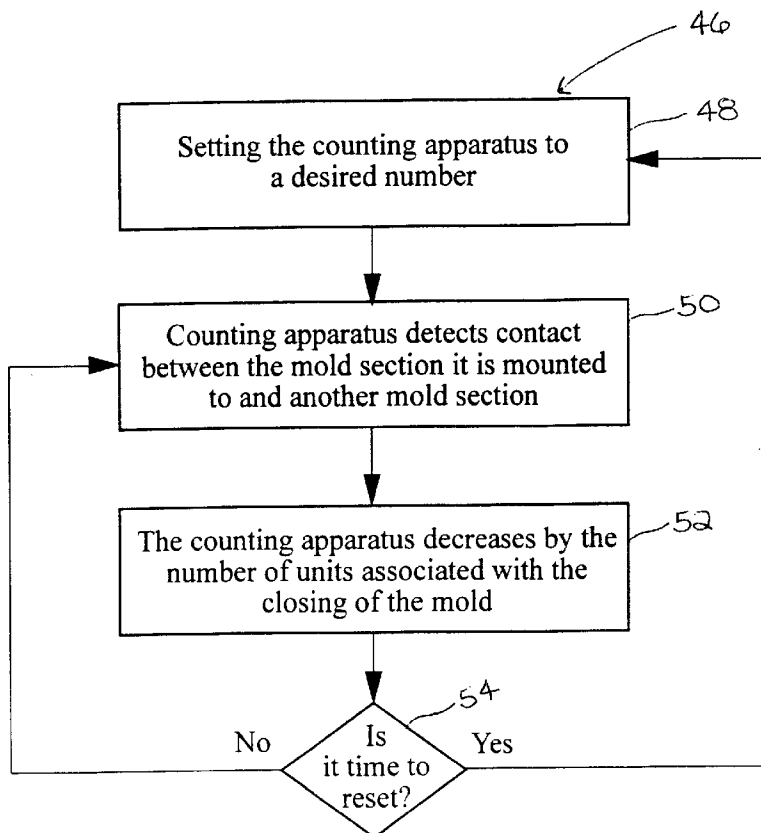 46
48
Setting the counting apparatus to
a desired number
50
Counting apparatus detects contact
between the mold section it is mounted
to and another mold section
52
The counting apparatus decreases by the
number of units associated with the
closing of the mold
54
No
Is
it time to
reset?
Yes